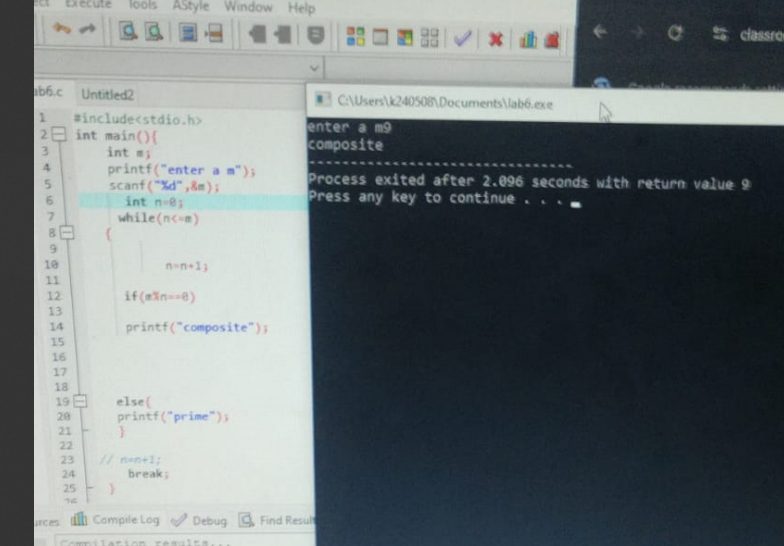 Execute Tools AStyle Window Help
classro
ab6.c Untitled2
C:\Users\k240508\Documents\lab6.exe
1 #include<stdio.h>
2 int main(){
3 int m;
4 printf("enter a m");
5 scanf("%d",&m);
6 int n=0;
7 while(n<=m)
8 {
9
10 n=n+1;
11
12 if(m%n==0)
13
14 printf("composite");
15
16
17
18
19 else{
20 printf("prime");
21 }
22
23 // n=n+1;
24 break;
25 }
enter a m9
composite
--------------------------------
Process exited after 2.096 seconds with return value 9
Press any key to continue . . .
urces Compile Log Debug Find Resul
Compilation results...